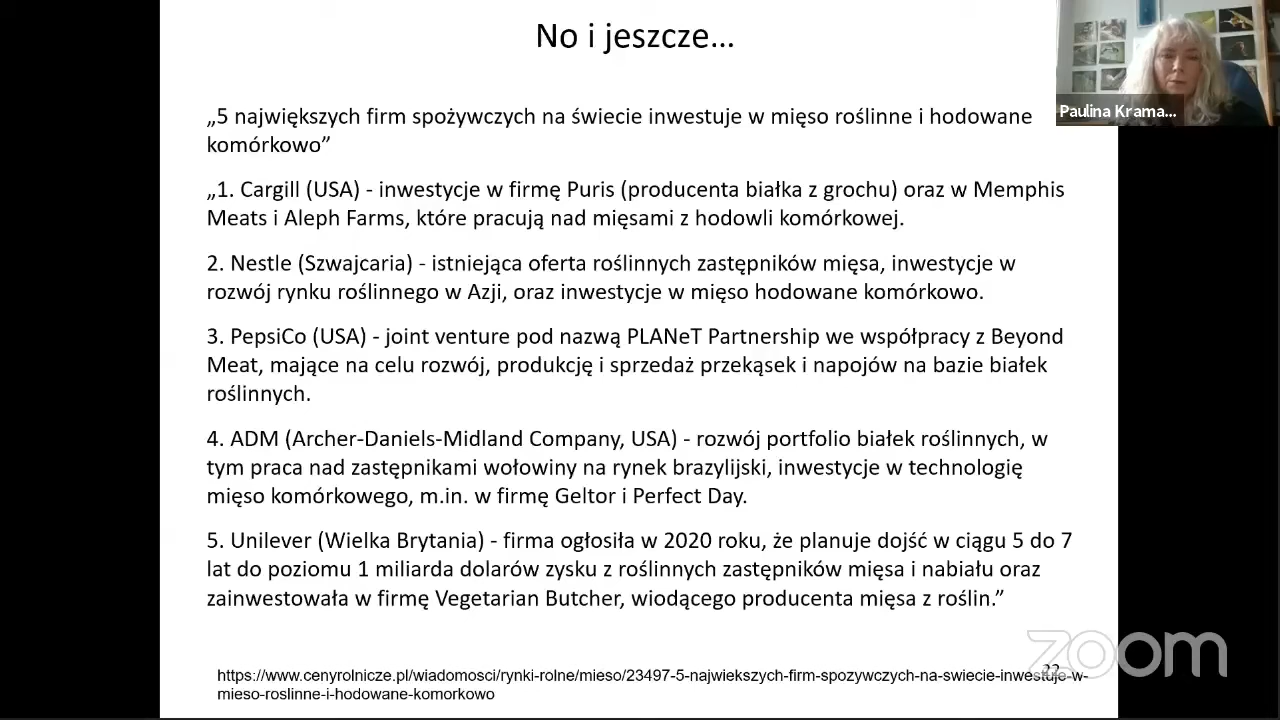 No i jeszcze…
„5 największych firm spożywczych na świecie inwestuje w mięso roślinne i hodowane
komórkowo”
„1. Cargill (USA) - inwestycje w firmę Puris (producenta białka z grochu) oraz w Memphis
Meats i Aleph Farms, które pracują nad mięsami z hodowli komórkowej.
2. Nestle (Szwajcaria) - istniejąca oferta roślinnych zastępników mięsa, inwestycje w
rozwój rynku roślinnego w Azji, oraz inwestycje w mięso hodowane komórkowo.
3. PepsiCo (USA) - joint venture pod nazwą PLANeT Partnership we współpracy z Beyond
Meat, mające na celu rozwój, produkcję i sprzedaż przekąsek i napojów na bazie białek
roślinnych.
4. ADM (Archer-Daniels-Midland Company, USA) - rozwój portfolio białek roślinnych, w
tym praca nad zastępnikami wołowiny na rynek brazylijski, inwestycje w technologię
mięso komórkowego, m.in. w firmę Geltor i Perfect Day.
5. Unilever (Wielka Brytania) - firma ogłosiła w 2020 roku, że planuje dojść w ciągu 5 do 7
lat do poziomu 1 miliarda dolarów zysku z roślinnych zastępników mięsa i nabiału oraz
zainwestowała w firmę Vegetarian Butcher, wiodącego producenta mięsa z roślin.”
https://www.cenyrolnicze.pl/wiadomosci/rynki-rolne/mieso/23497-5-najwiekszych-firm-spozywczych-na-swiecie-inwestuje-w-
mieso-roslinne-i-hodowane-komorkowo
22
zoom
Paulina Krama...